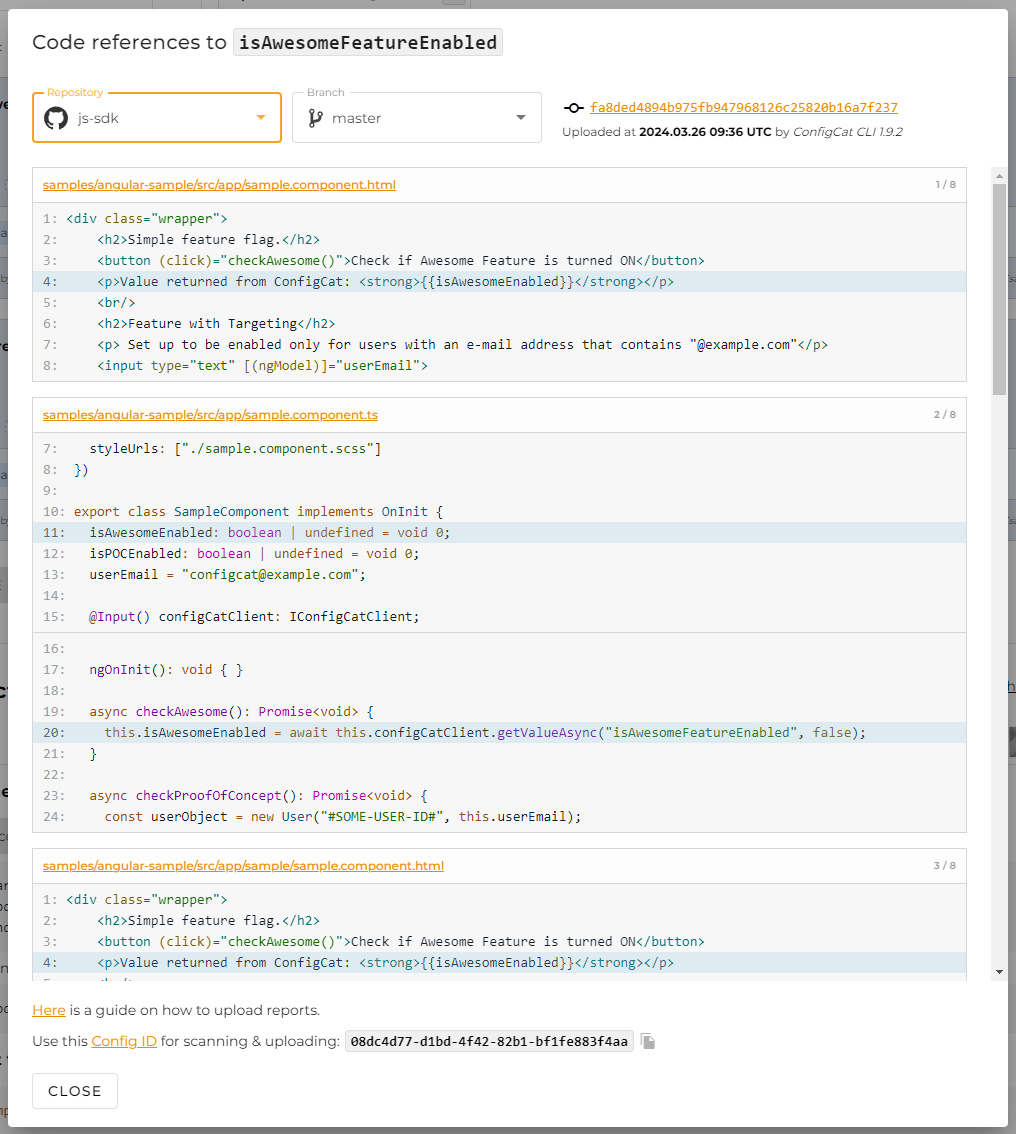 Code references to isAwesomeFeatureEnabled
Repository
js-sdk
Branch
master
fa8ded4894b975fb947968126c25820b16a7f237
Uploaded at 2024.03.26 09:36 UTC by ConfigCat CLI 1.9.2
samples/angular-sample/src/app/sample.component.html 1 / 8
1: <div class="wrapper">
2:     <h2>Simple feature flag.</h2>
3:     <button (click)="checkAwesome()">Check if Awesome Feature is turned ON</button>
4:     <p>Value returned from ConfigCat: <strong>{{isAwesomeEnabled}}</strong></p>
5:     <br/>
6:     <h2>Feature with Targeting</h2>
7:     <p> Set up to be enabled only for users with an e-mail address that contains "@example.com"</p>
8:     <input type="text" [(ngModel)]="userEmail">
samples/angular-sample/src/app/sample.component.ts 2 / 8
7:   styleUrls: ["./sample.component.scss"]
8: })
9:
10: export class SampleComponent implements OnInit {
11:   isAwesomeEnabled: boolean | undefined = void 0;
12:   isPOCEnabled: boolean | undefined = void 0;
13:   userEmail = "configcat@example.com";
14:
15:   @Input() configCatClient: IConfigCatClient;
16:
17:   ngOnInit(): void { }
18:
19:   async checkAwesome(): Promise<void> {
20:     this.isAwesomeEnabled = await this.configCatClient.getValueAsync("isAwesomeFeatureEnabled", false);
21:   }
22:
23:   async checkProofOfConcept(): Promise<void> {
24:     const userObject = new User("#SOME-USER-ID#", this.userEmail);
samples/angular-sample/src/app/sample/sample.component.html 3 / 8
1: <div class="wrapper">
2:     <h2>Simple feature flag.</h2>
3:     <button (click)="checkAwesome()">Check if Awesome Feature is turned ON</button>
4:     <p>Value returned from ConfigCat: <strong>{{isAwesomeEnabled}}</strong></p>
Here is a guide on how to upload reports.
Use this Config ID for scanning & uploading: 08dc4d77-d1bd-4f42-82b1-bf1fe883f4aa
CLOSE